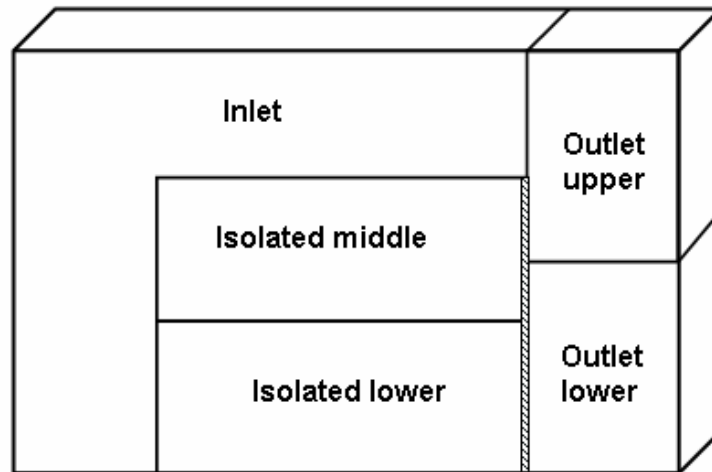 Inlet
Outlet
upper
Isolated middle
Isolated lower
Outlet
lower